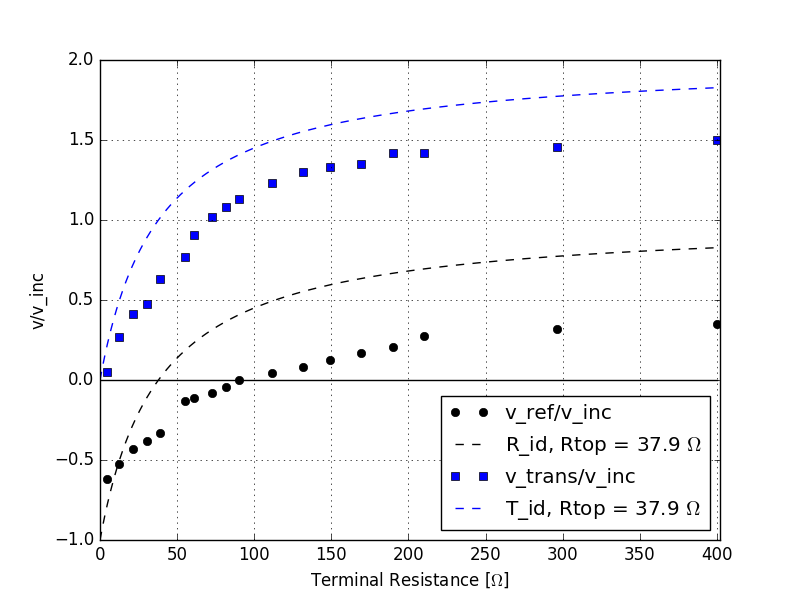 2.0
1.5
1.0
0.5
0.0
−0.5
−1.0
v/v_inc
0 50 100 150 200 250 300 350 400
Terminal Resistance [Ω]
v_ref/v_inc
R_id, Rtop = 37.9 Ω
v_trans/v_inc
T_id, Rtop = 37.9 Ω